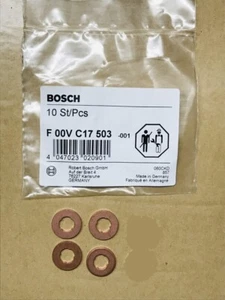 BOSCH
10 St/Pcs
F 00V C17 503 -001
4 047023 020901
BOSCH
Robert Bosch GmbH
Auf der Breit 4
76227 Karlsruhe
GERMANY
Made in Germany
Fabriqué en Allemagne